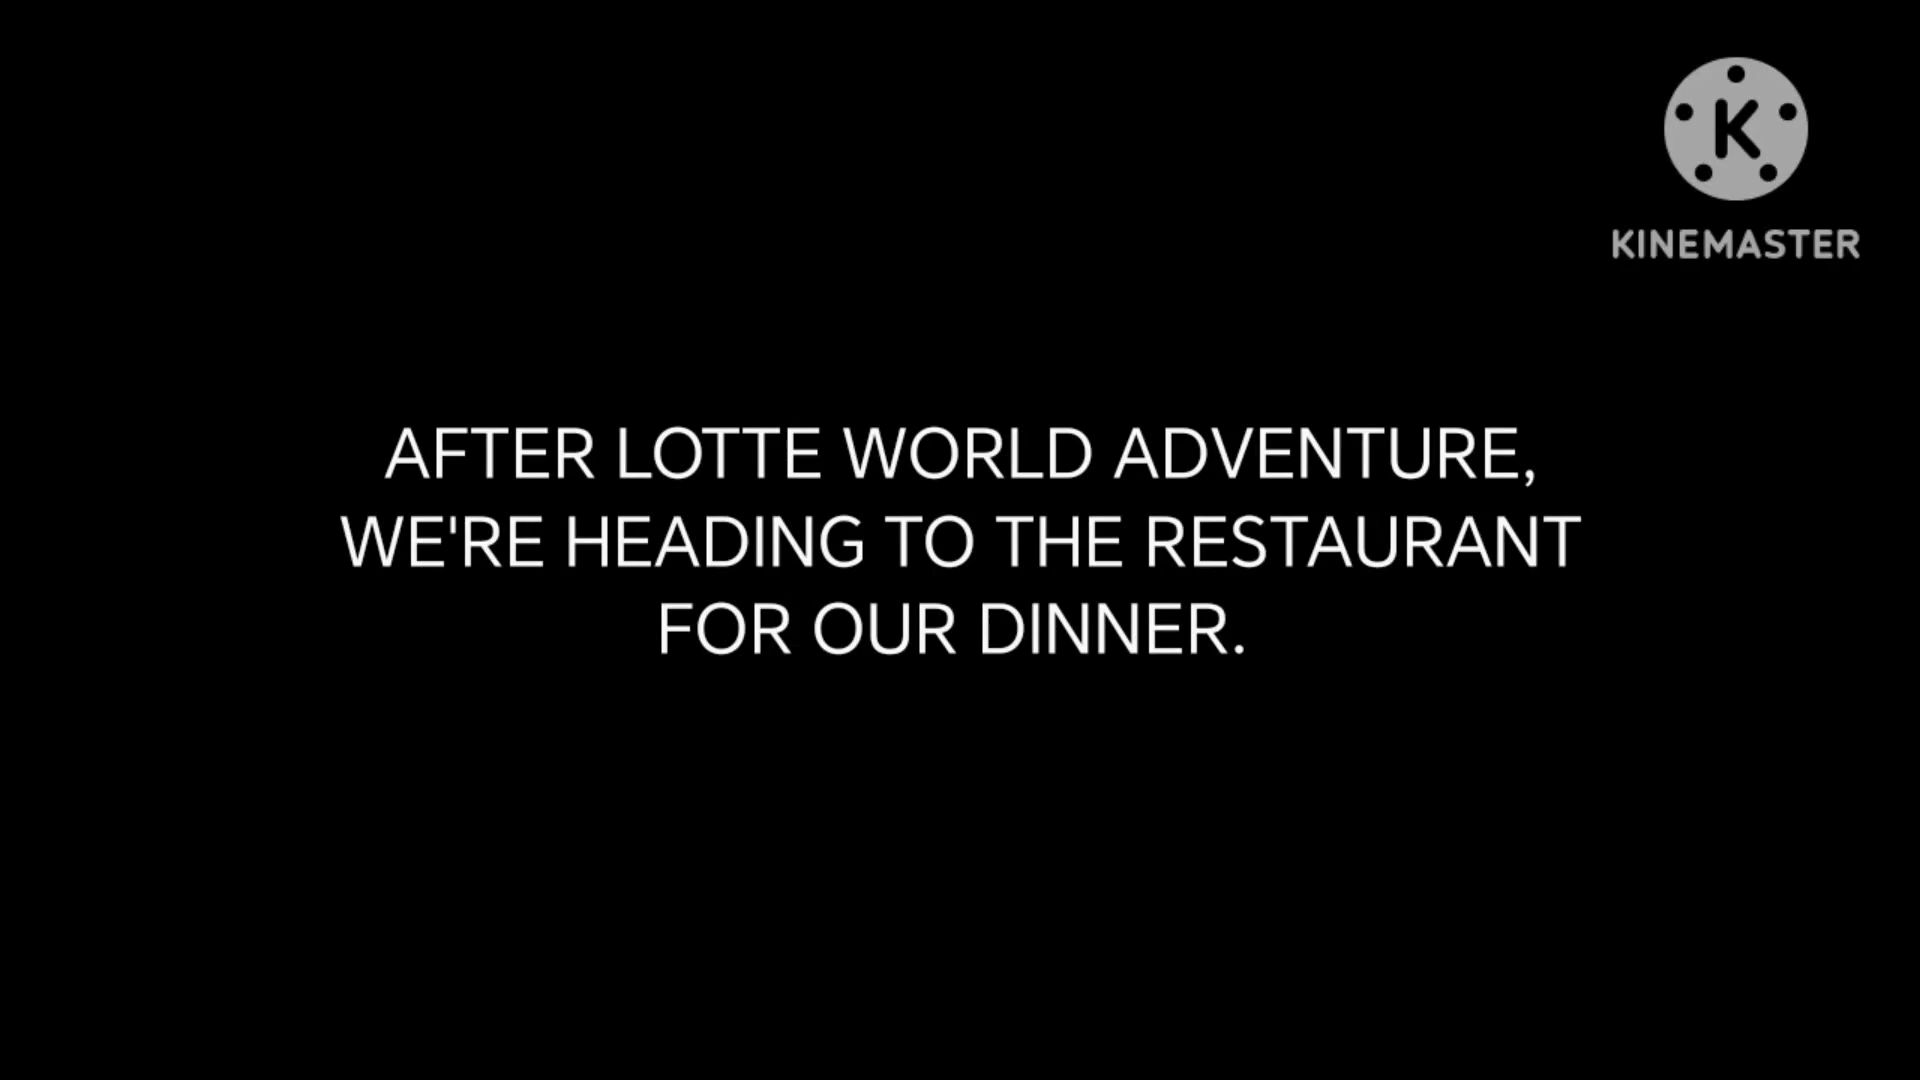 K
KINEMASTER
AFTER LOTTE WORLD ADVENTURE,
WE'RE HEADING TO THE RESTAURANT
FOR OUR DINNER.